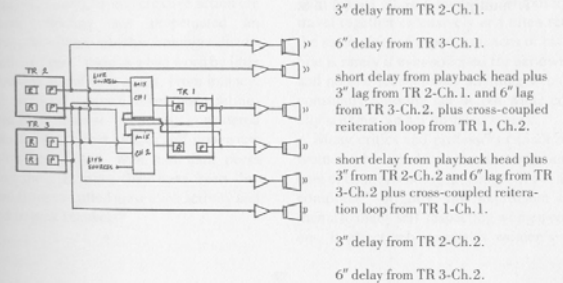 3″ delay from TR 2-Ch.1.
6″ delay from TR 3-Ch.1.
short delay from playback head plus
3″ lag from TR 2-Ch.1. and 6″ lag
from TR 3-Ch.2. plus cross-coupled
reiteration loop from TR 1, Ch.2.
short delay from playback head plus
3″ from TR 2-Ch.2 and 6″ lag from TR
3-Ch.2 plus cross-coupled reitera-
tion loop from TR 1-Ch.1.
3″ delay from TR 2-Ch.2.
6″ delay from TR 3-Ch.2.
TR 2
R P
R P
TR 3
R P
R P
LIVE
SOURCES
MIX
CH 1
TR 1
R P
R P
MIX
CH 2
LIVE
SOURCES